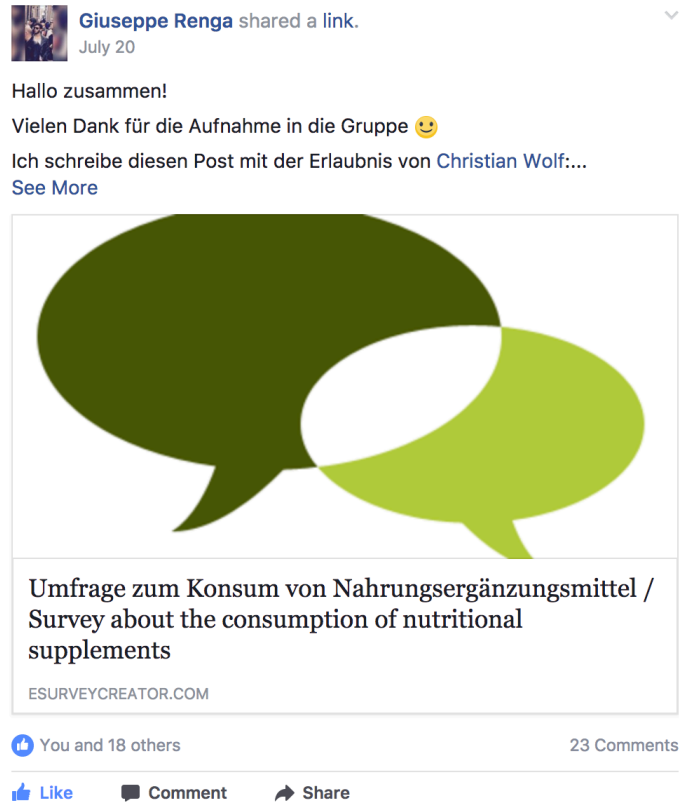 Giuseppe Renga shared a link.
July 20
Hallo zusammen!
Vielen Dank für die Aufnahme in die Gruppe 🙂
Ich schreibe diesen Post mit der Erlaubnis von Christian Wolf:...
See More
Umfrage zum Konsum von Nahrungsergänzungsmittel /
Survey about the consumption of nutritional
supplements
ESURVEYCREATOR.COM
You and 18 others 23 Comments
Like Comment Share